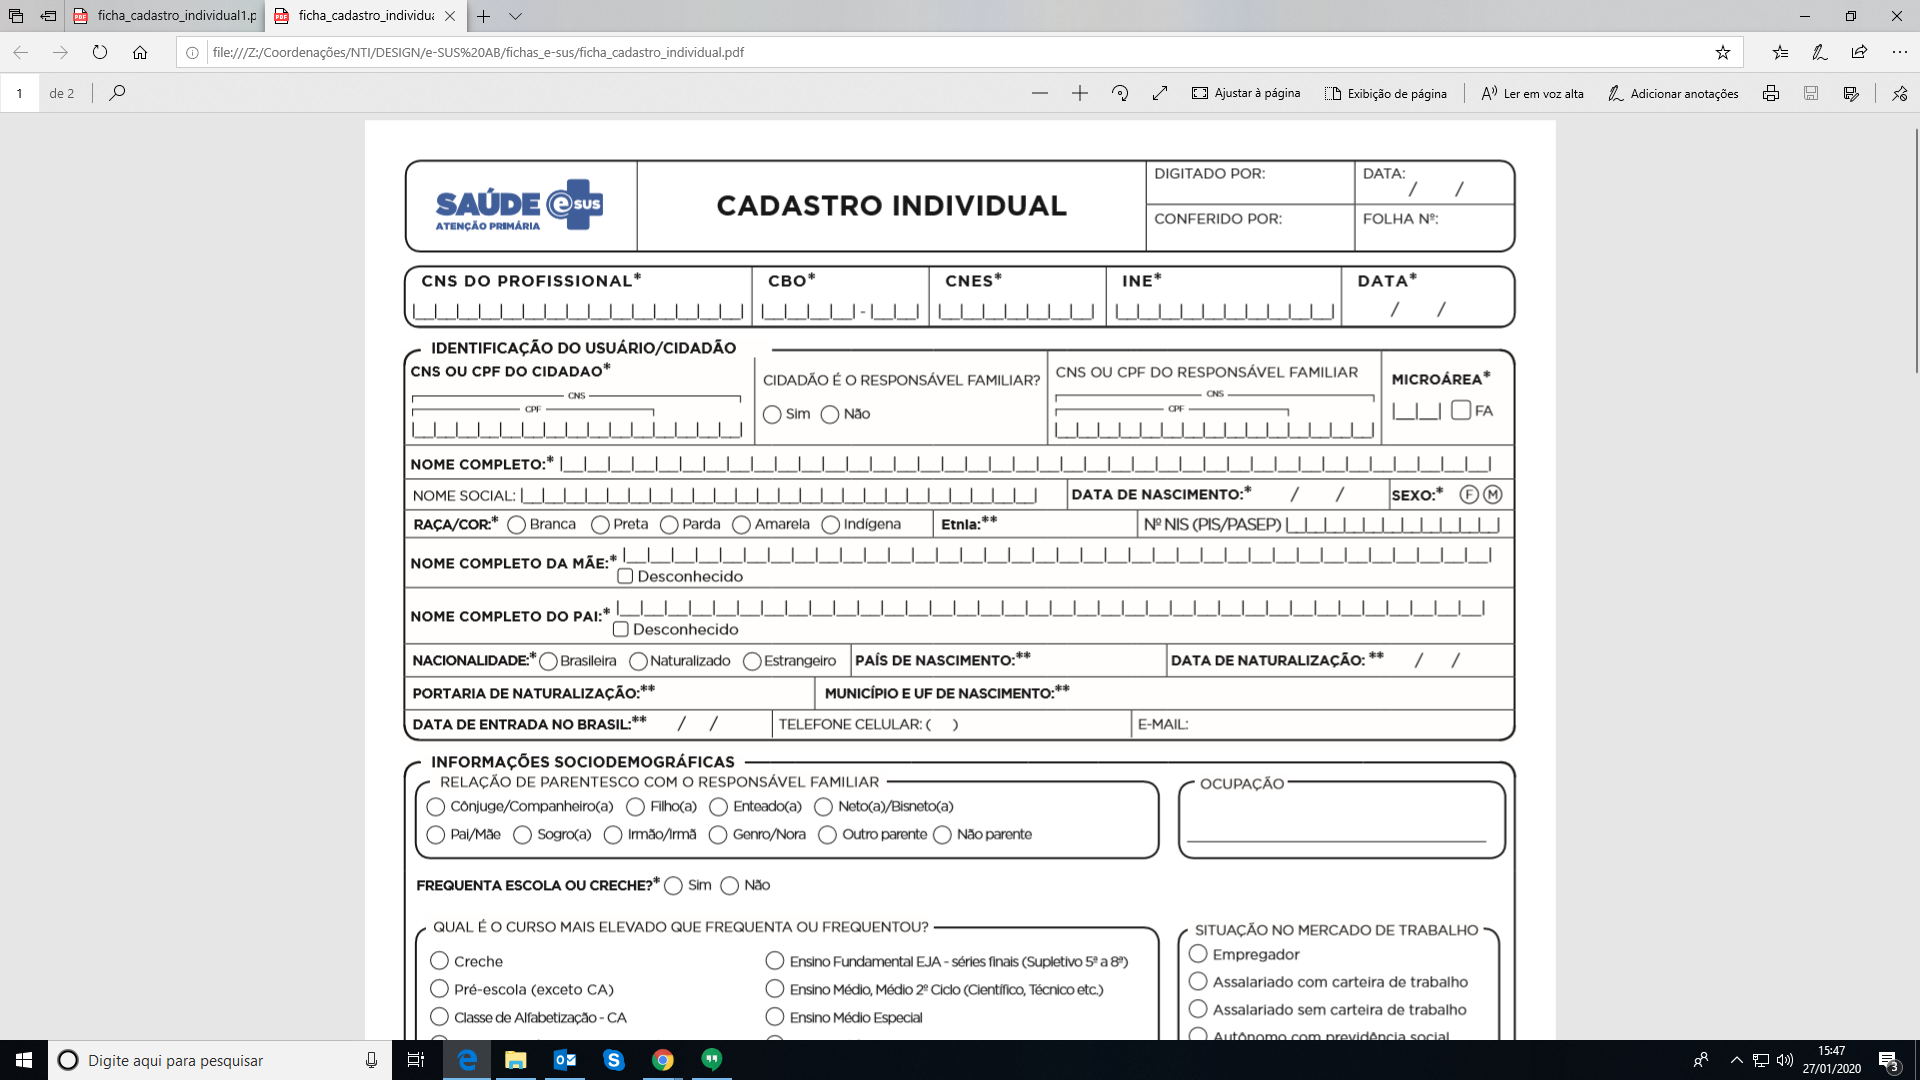 ficha_cadastro_individual1.p
ficha_cadastro_individua
file:///Z:/Coordenações/NTI/DESIGN/e-SUS%20AB/fichas_e-sus/ficha_cadastro_individual.pdf
1 de 2 Ajustar à página Exibição de página Ler em voz alta Adicionar anotações
SAÚDE e SUS
ATENÇÃO PRIMÁRIA
CADASTRO INDIVIDUAL
DIGITADO POR: DATA: / /
CONFERIDO POR: FOLHA Nº:
CNS DO PROFISSIONAL* CBO* CNES* INE* DATA*
- / /
IDENTIFICAÇÃO DO USUÁRIO/CIDADÃO
CNS OU CPF DO CIDADAO* CIDADÃO É O RESPONSÁVEL FAMILIAR? CNS OU CPF DO RESPONSÁVEL FAMILIAR MICROÁREA*
CNS CNS
CPF Sim Não CPF FA
NOME COMPLETO:*
NOME SOCIAL: DATA DE NASCIMENTO:* / / SEXO:* F M
RAÇA/COR:* Branca Preta Parda Amarela Indígena Etnia:** Nº NIS (PIS/PASEP)
NOME COMPLETO DA MÃE:*
Desconhecido
NOME COMPLETO DO PAI:*
Desconhecido
NACIONALIDADE:* Brasileira Naturalizado Estrangeiro PAÍS DE NASCIMENTO:** DATA DE NATURALIZAÇÃO: ** / /
PORTARIA DE NATURALIZAÇÃO:** MUNICÍPIO E UF DE NASCIMENTO:**
DATA DE ENTRADA NO BRASIL:** / / TELEFONE CELULAR: ( ) E-MAIL:
INFORMAÇÕES SOCIODEMOGRÁFICAS
RELAÇÃO DE PARENTESCO COM O RESPONSÁVEL FAMILIAR OCUPAÇÃO
Cônjuge/Companheiro(a) Filho(a) Enteado(a) Neto(a)/Bisneto(a)
Pai/Mãe Sogro(a) Irmão/Irmã Genro/Nora Outro parente Não parente
FREQUENTA ESCOLA OU CRECHE?* Sim Não
QUAL É O CURSO MAIS ELEVADO QUE FREQUENTA OU FREQUENTOU? SITUAÇÃO NO MERCADO DE TRABALHO
Creche Ensino Fundamental EJA - séries finais (Supletivo 5ª a 8ª) Empregador
Pré-escola (exceto CA) Ensino Médio, Médio 2º Ciclo (Científico, Técnico etc.) Assalariado com carteira de trabalho
Classe de Alfabetização - CA Ensino Médio Especial Assalariado sem carteira de trabalho
Autônomo com previdência social
Digite aqui para pesquisar
15:47
27/01/2020
3